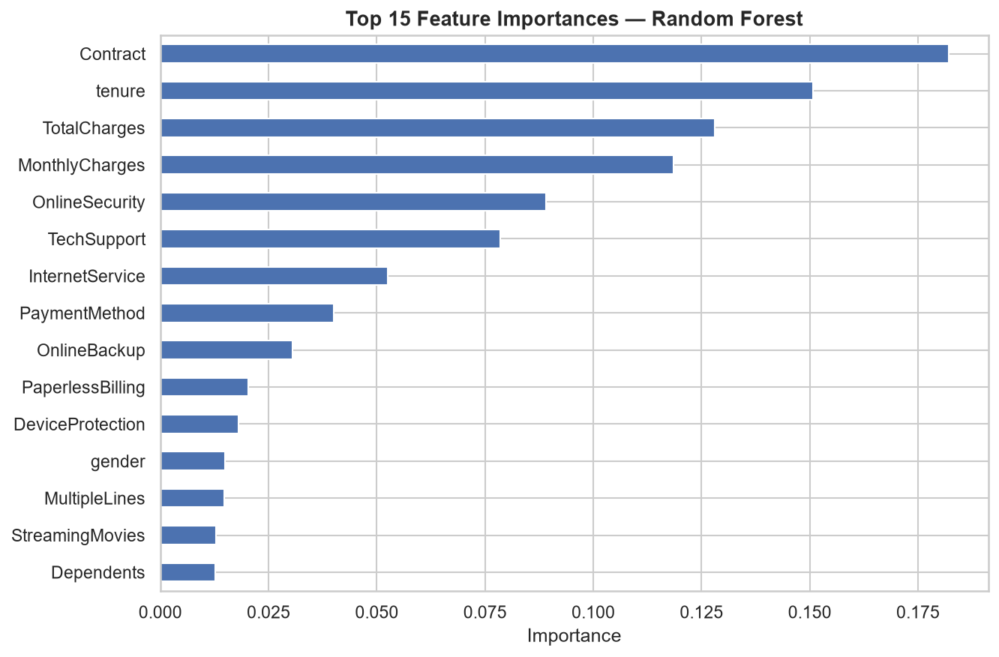 Top 15 Feature Importances — Random Forest
Contract
tenure
TotalCharges
MonthlyCharges
OnlineSecurity
TechSupport
InternetService
PaymentMethod
OnlineBackup
PaperlessBilling
DeviceProtection
gender
MultipleLines
StreamingMovies
Dependents
0.000 0.025 0.050 0.075 0.100 0.125 0.150 0.175
Importance